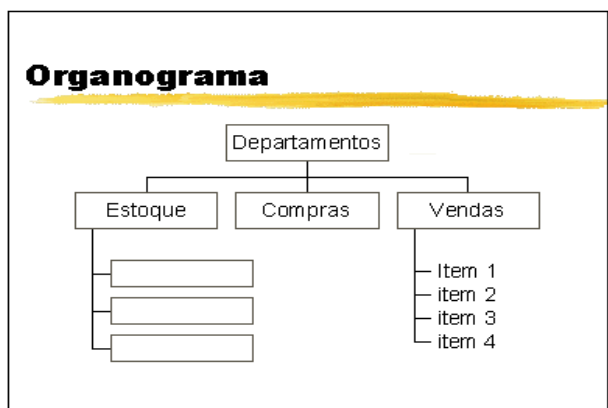 Organograma
Departamentos
Estoque
Compras
Vendas
Item 1
item 2
item 3
item 4